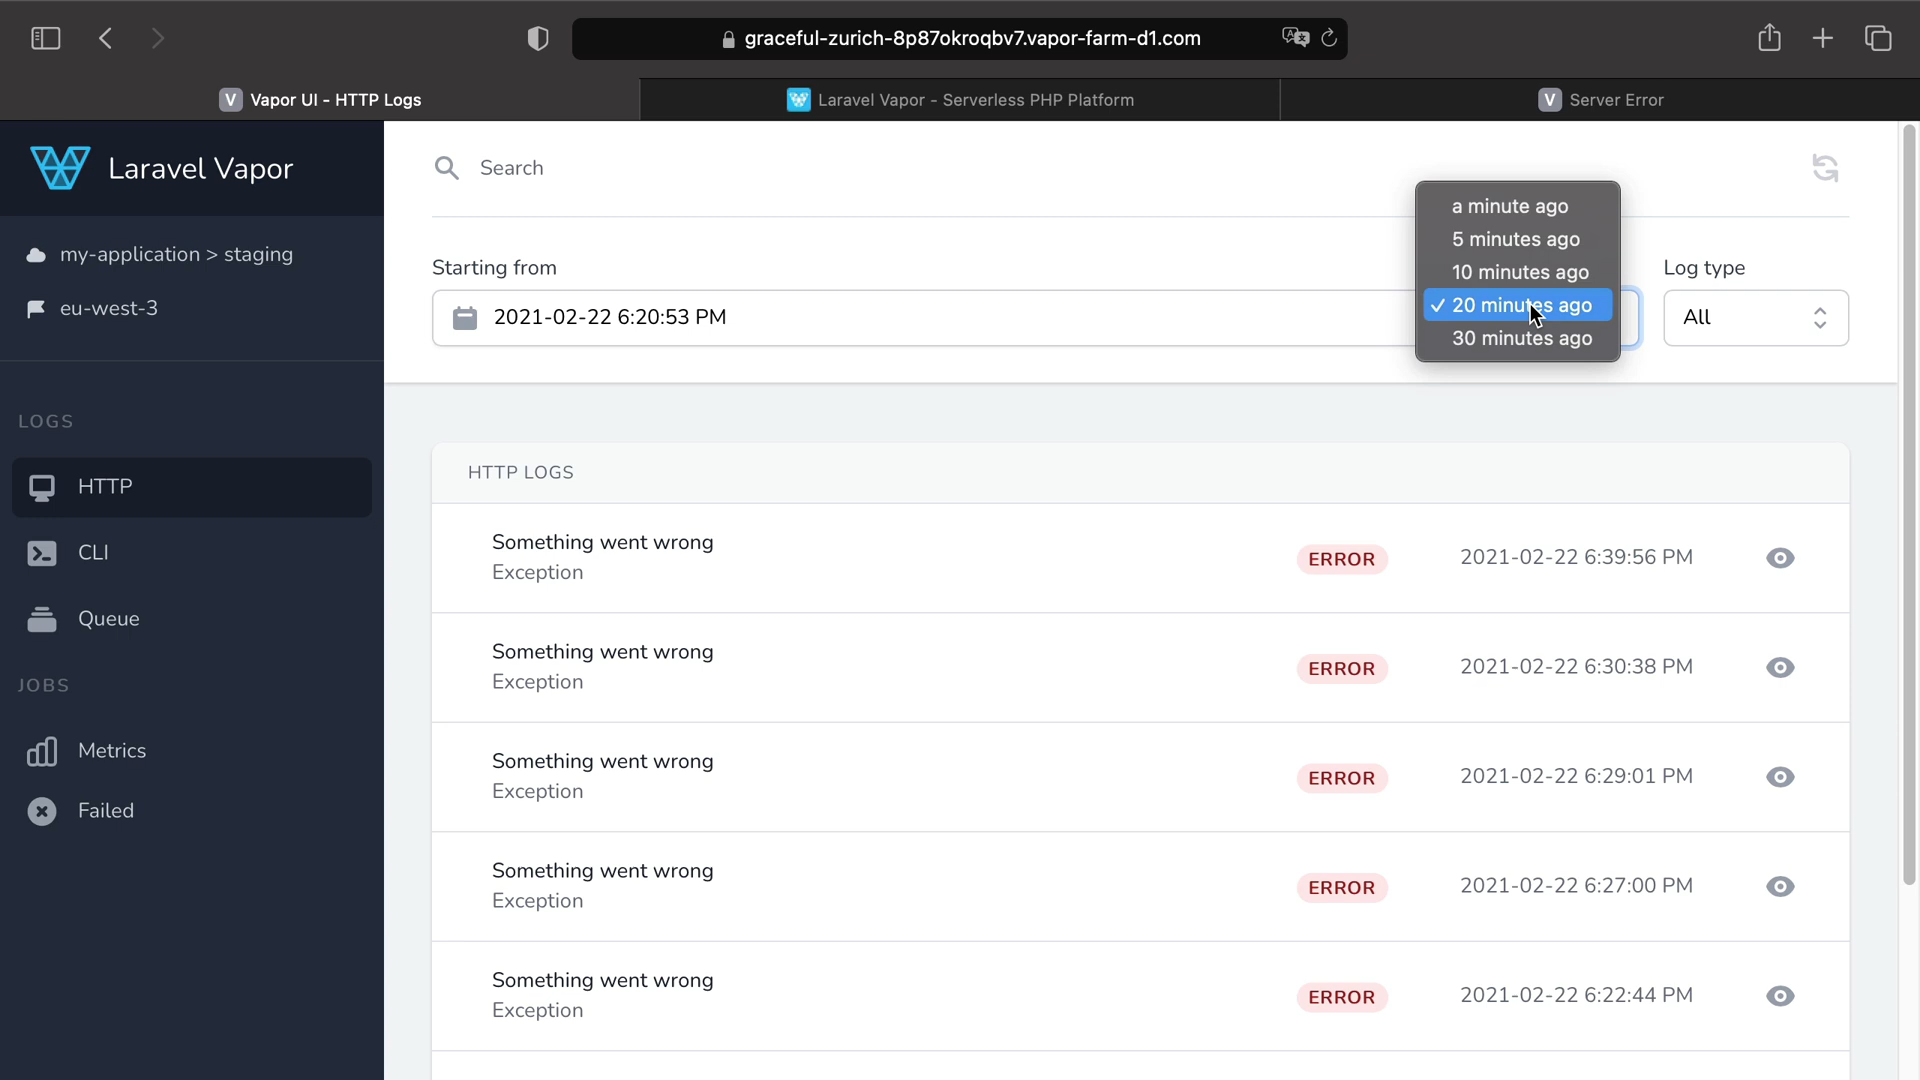 graceful-zurich-8p87okroqbv7.vapor-farm-d1.com
V Vapor UI - HTTP Logs
Laravel Vapor - Serverless PHP Platform
V Server Error
Laravel Vapor
my-application > staging
eu-west-3
LOGS
HTTP
CLI
Queue
JOBS
Metrics
Failed
Search
Starting from
2021-02-22 6:20:53 PM
a minute ago
5 minutes ago
10 minutes ago
✓ 20 minutes ago
30 minutes ago
Log type
All
HTTP LOGS
Something went wrong
Exception
ERROR
2021-02-22 6:39:56 PM
Something went wrong
Exception
ERROR
2021-02-22 6:30:38 PM
Something went wrong
Exception
ERROR
2021-02-22 6:29:01 PM
Something went wrong
Exception
ERROR
2021-02-22 6:27:00 PM
Something went wrong
Exception
ERROR
2021-02-22 6:22:44 PM